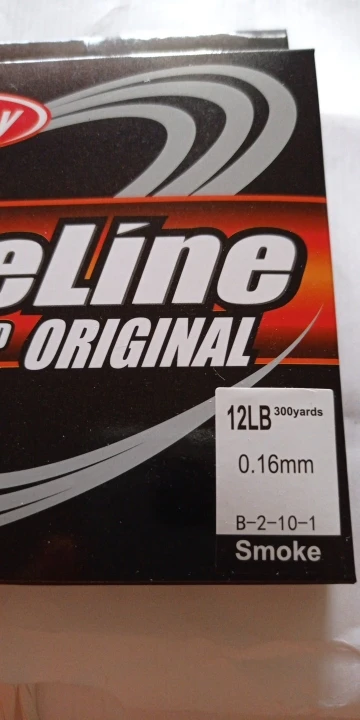 y
eLine
ORIGINAL
12LB 300yards
0.16mm
B-2-10-1
Smoke